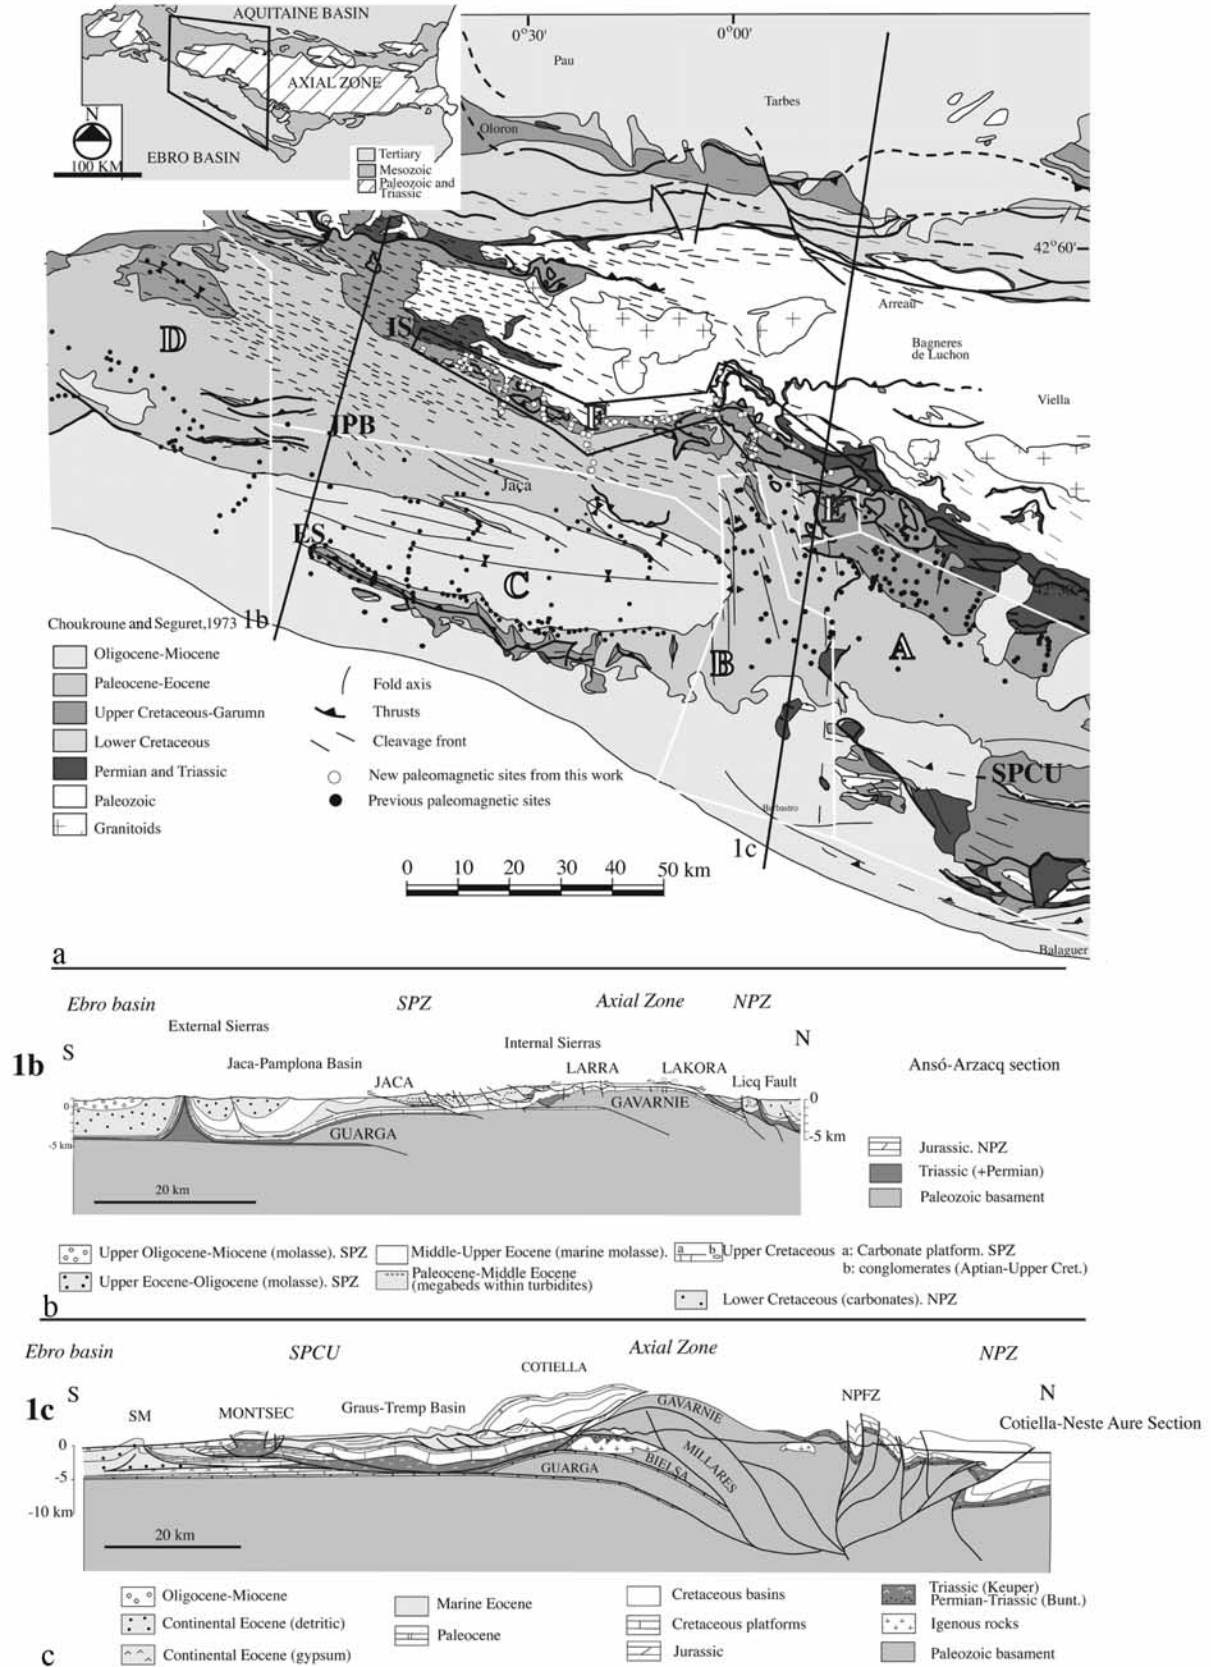 AQUITAINE BASIN
AXIAL ZONE
N
100 KM
EBRO BASIN
Tertiary
Mesozoic
Paleozoic and
Triassic
0°30'
0°00'
Pau
Tarbes
Oloron
42°60'
Arreau
Bagneres
de Luchon
Viella
D
IS
F
JPB
Jaca
E
ES
C
B
A
SPCU
Barbastro
Balaguer
1b
1c
Choukroune and Seguret,1973
Oligocene-Miocene
Paleocene-Eocene
Upper Cretaceous-Garumn
Lower Cretaceous
Permian and Triassic
Paleozoic
Granitoids
Fold axis
Thrusts
Cleavage front
New paleomagnetic sites from this work
Previous paleomagnetic sites
0 10 20 30 40 50 km
a
Ebro basin SPZ Axial Zone NPZ
1b
S
N
External Sierras
Internal Sierras
Jaca-Pamplona Basin
JACA
LARRA
LAKORA
Licq Fault
Ansó-Arzacq section
GAVARNIE
GUARGA
0
-5 km
0
-5 km
20 km
Jurassic. NPZ
Triassic (+Permian)
Paleozoic basament
Upper Oligocene-Miocene (molasse). SPZ
Upper Eocene-Oligocene (molasse). SPZ
Middle-Upper Eocene (marine molasse).
Paleocene-Middle Eocene
(megabeds within turbidites)
a b Upper Cretaceous a: Carbonate platform. SPZ
b: conglomerates (Aptian-Upper Cret.)
Lower Cretaceous (carbonates). NPZ
b
Ebro basin SPCU Axial Zone NPZ
1c
S
N
SM
MONTSEC
Graus-Tremp Basin
COTIELLA
NPFZ
Cotiella-Neste Aure Section
GAVARNIE
MILLARES
BIELSA
GUARGA
0
-5
-10 km
20 km
Oligocene-Miocene
Continental Eocene (detritic)
Continental Eocene (gypsum)
Marine Eocene
Paleocene
Cretaceous basins
Cretaceous platforms
Jurassic
Triassic (Keuper)
Permian-Triassic (Bunt.)
Igenous rocks
Paleozoic basament
c